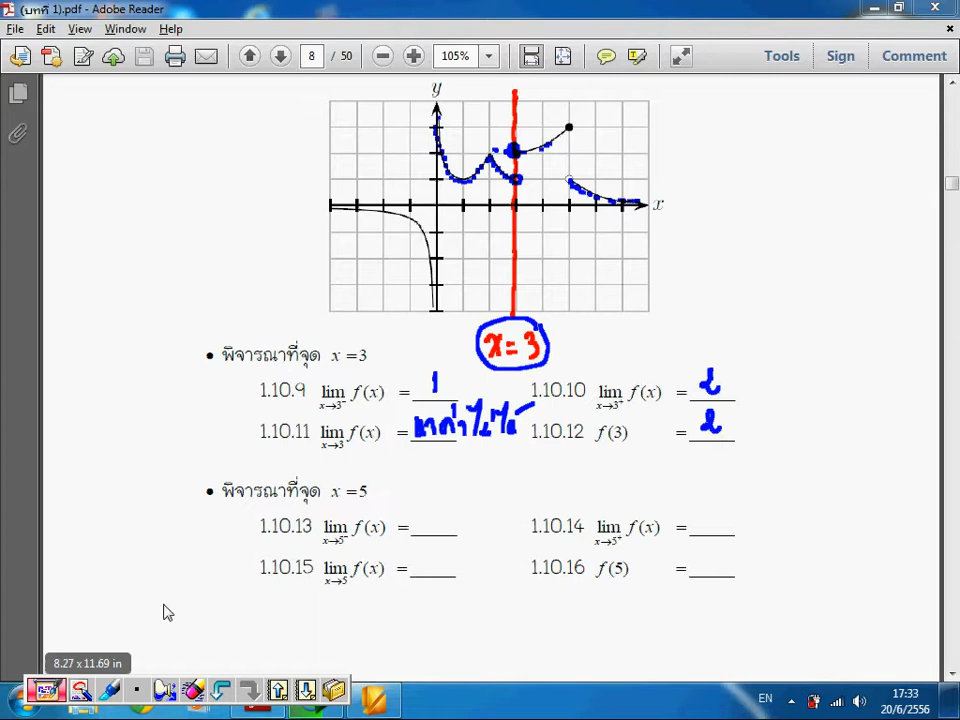 (บทที่ 1).pdf - Adobe Reader
File Edit View Window Help
8 / 50 105% Tools Sign Comment
y
x
x = 3
• พิจารณาที่จุด x = 3
1.10.9 lim x→3⁻ f(x) = 1 1.10.10 lim x→3⁺ f(x) = 2
1.10.11 lim x→3 f(x) = หาค่าไม่ได้ 1.10.12 f(3) = 2
• พิจารณาที่จุด x = 5
1.10.13 lim x→5⁻ f(x) = ____ 1.10.14 lim x→5⁺ f(x) = ____
1.10.15 lim x→5 f(x) = ____ 1.10.16 f(5) = ____
8.27 x 11.69 in
EN 17:33
20/6/2556